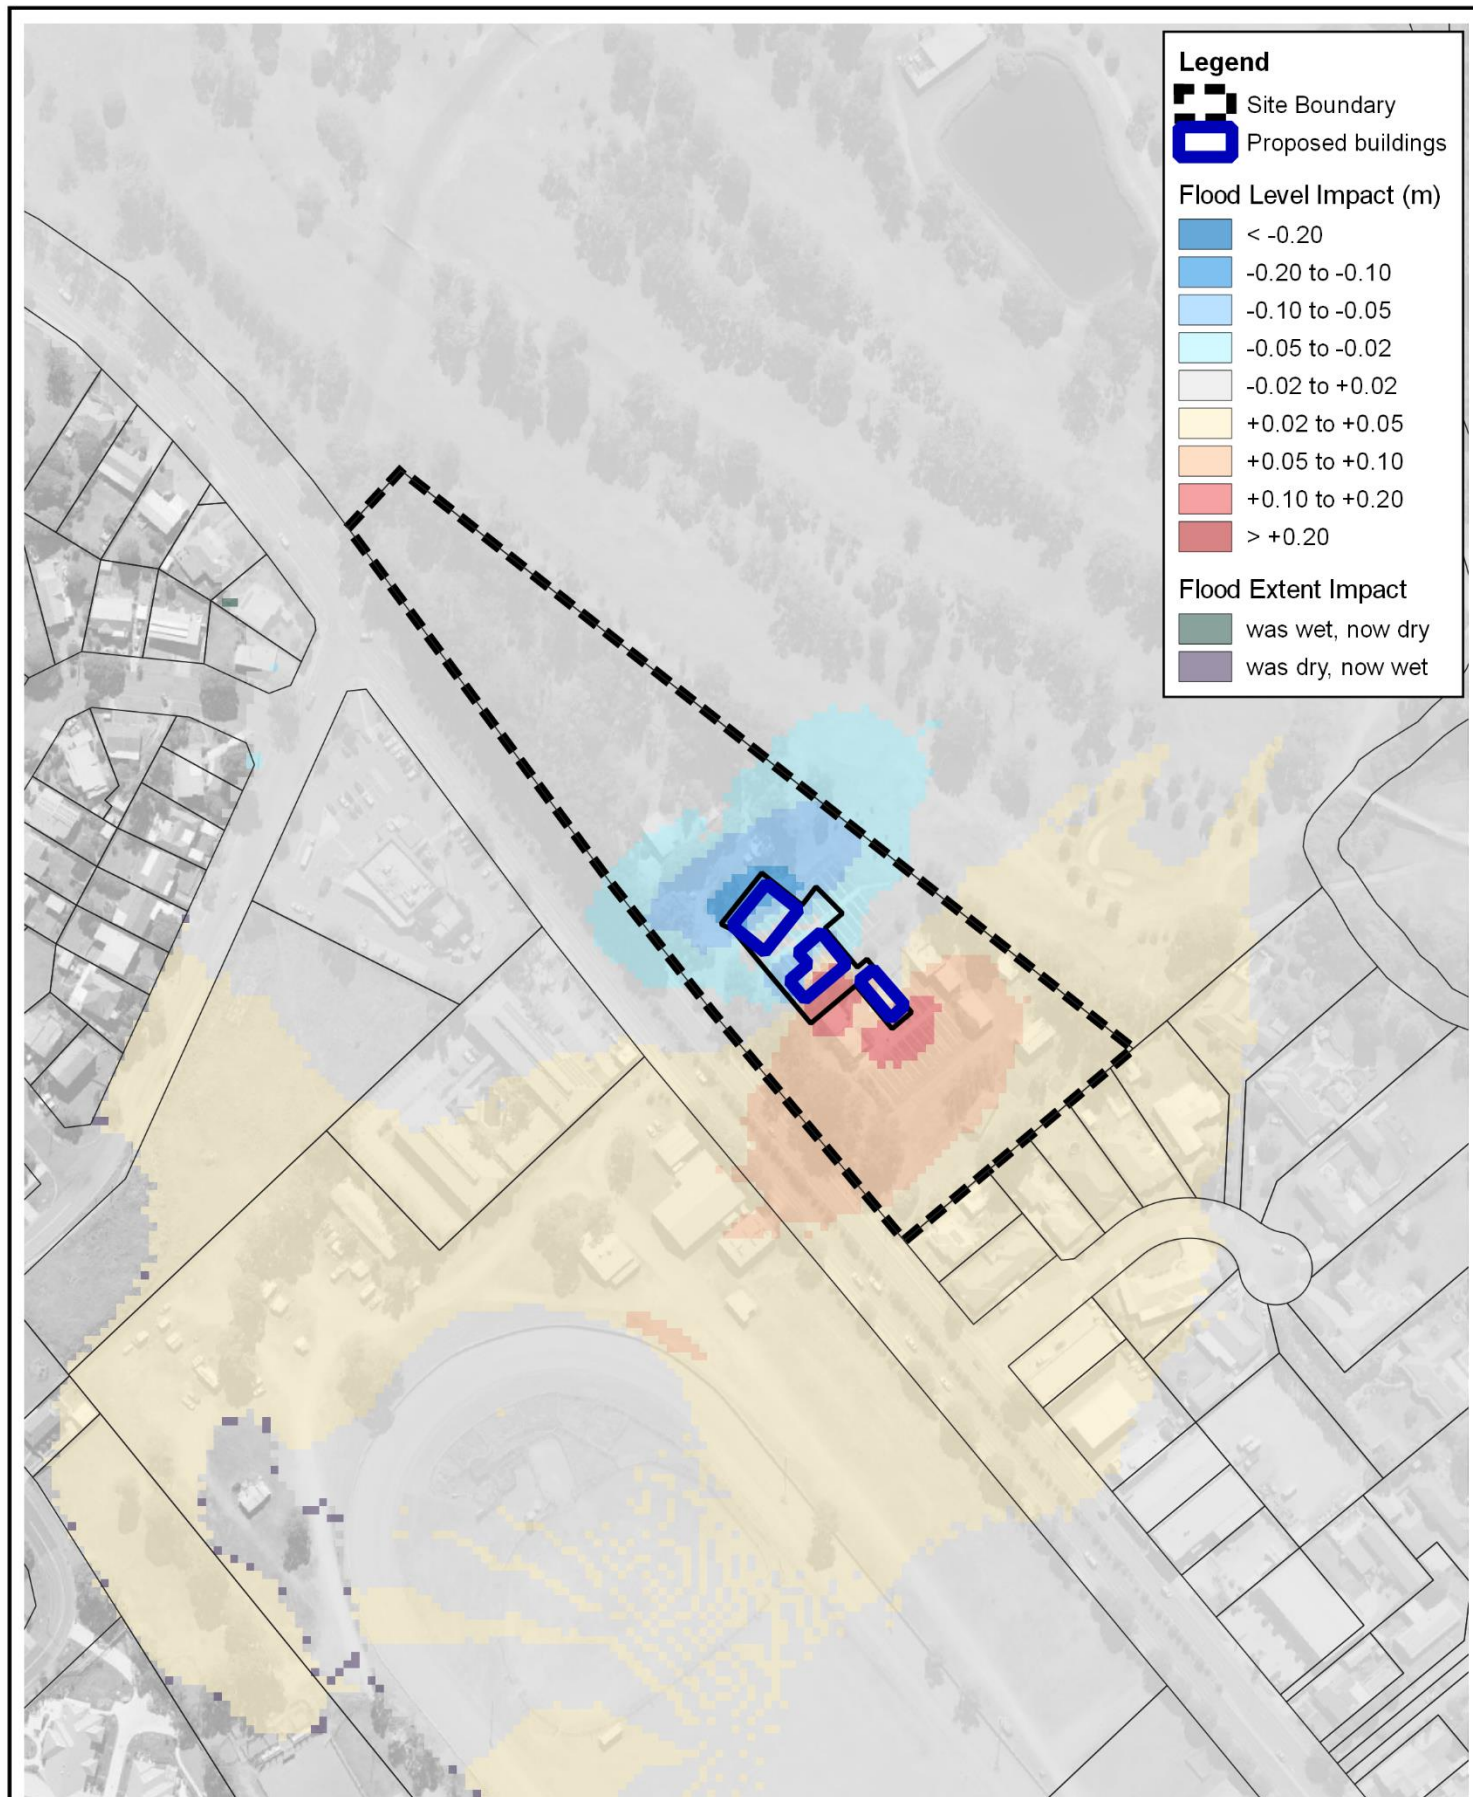 Legend
Site Boundary
Proposed buildings
Flood Level Impact (m)
< -0.20
-0.20 to -0.10
-0.10 to -0.05
-0.05 to -0.02
-0.02 to +0.02
+0.02 to +0.05
+0.05 to +0.10
+0.10 to +0.20
> +0.20
Flood Extent Impact
was wet, now dry
was dry, now wet